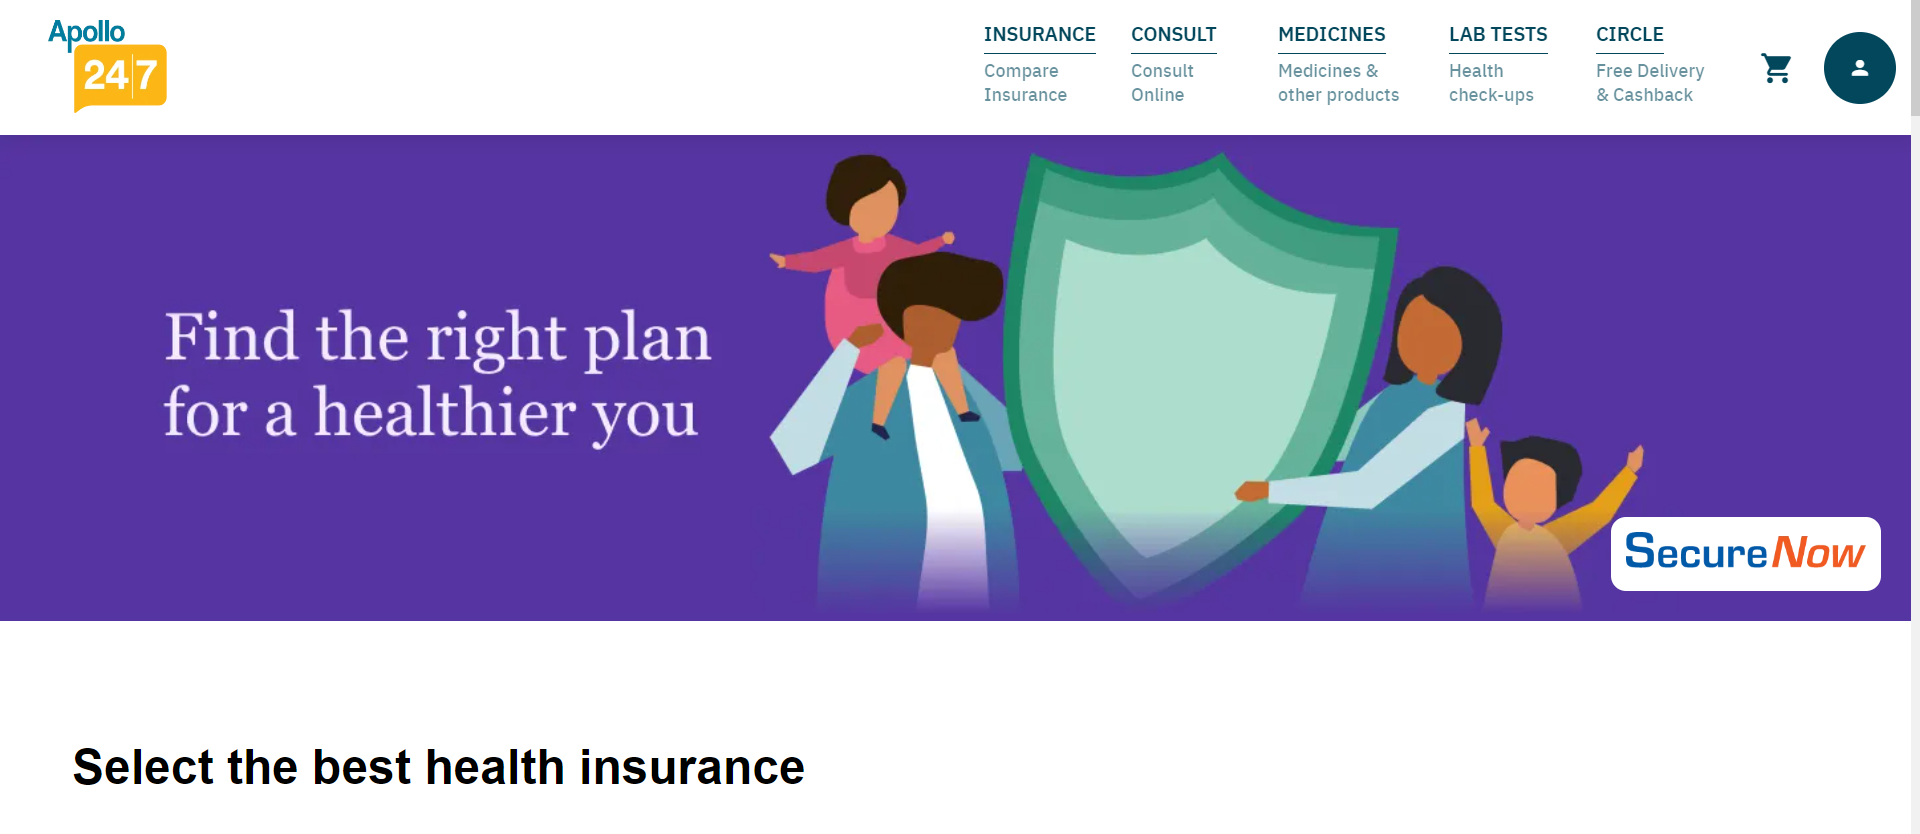 Apollo
24|7
INSURANCE
Compare
Insurance
CONSULT
Consult
Online
MEDICINES
Medicines &
other products
LAB TESTS
Health
check-ups
CIRCLE
Free Delivery
& Cashback
Find the right plan
for a healthier you
SecureNow
Select the best health insurance